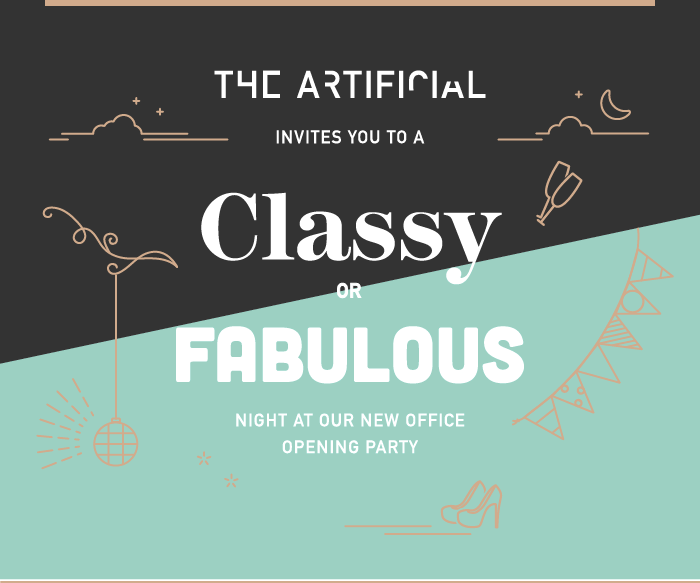 THE ARTIFICIAL
INVITES YOU TO A
Classy
OR
FABULOUS
NIGHT AT OUR NEW OFFICE
OPENING PARTY